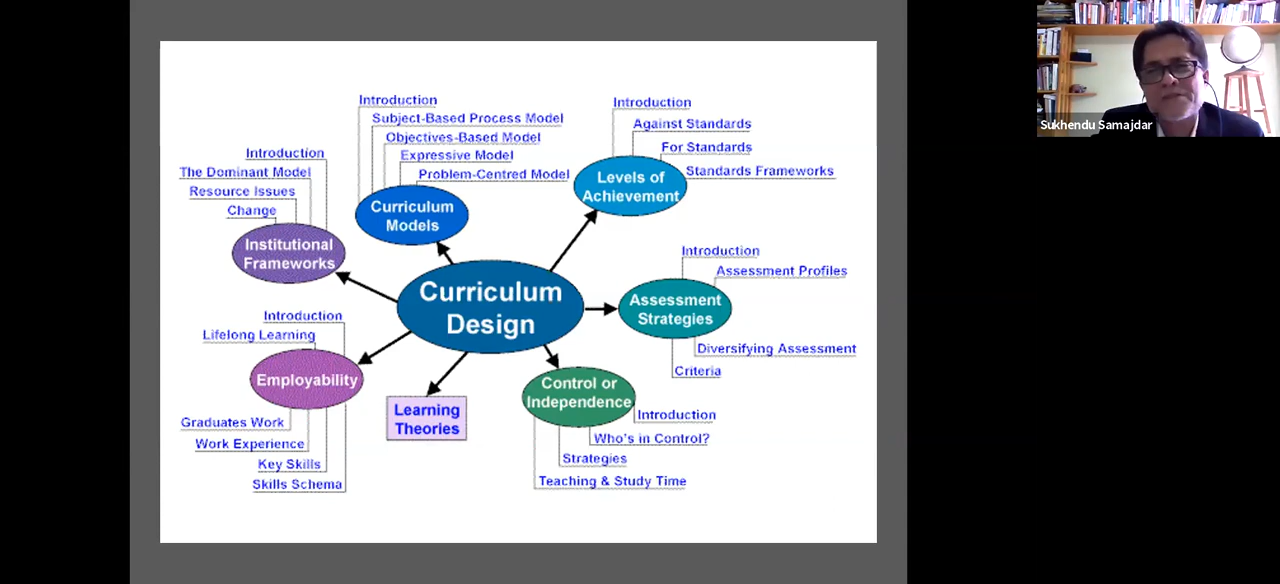 Introduction
Subject-Based Process Model
Objectives-Based Model
Expressive Model
Problem-Centred Model
Curriculum
Models
Introduction
Against Standards
For Standards
Standards Frameworks
Levels of
Achievement
Introduction
The Dominant Model
Resource Issues
Change
Institutional
Frameworks
Curriculum
Design
Introduction
Assessment Profiles
Assessment
Strategies
Diversifying Assessment
Criteria
Introduction
Lifelong Learning
Employability
Graduates Work
Work Experience
Key Skills
Skills Schema
Learning
Theories
Control or
Independence
Introduction
Who's in Control?
Strategies
Teaching & Study Time
Sukhendu Samajdar